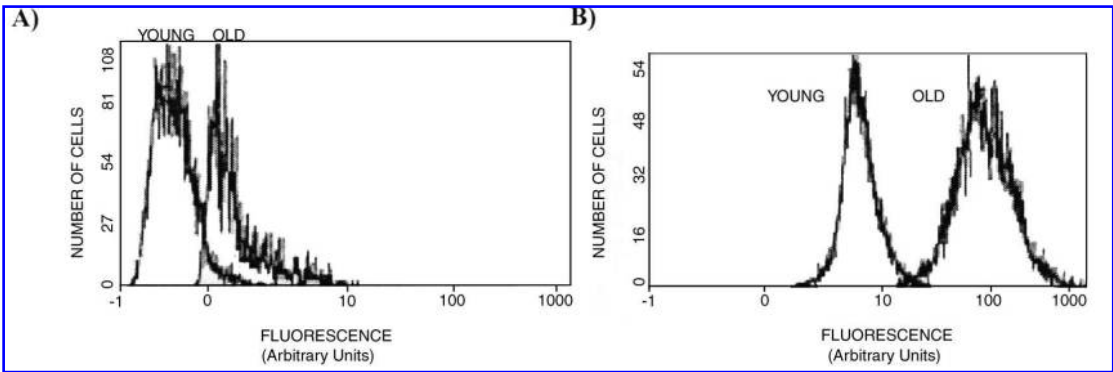 A)
YOUNG OLD
NUMBER OF CELLS
108
81
54
27
0
-1 0 10 100 1000
FLUORESCENCE
(Arbitrary Units)
B)
YOUNG OLD
NUMBER OF CELLS
54
48
32
16
0
-1 0 10 100 1000
FLUORESCENCE
(Arbitrary Units)